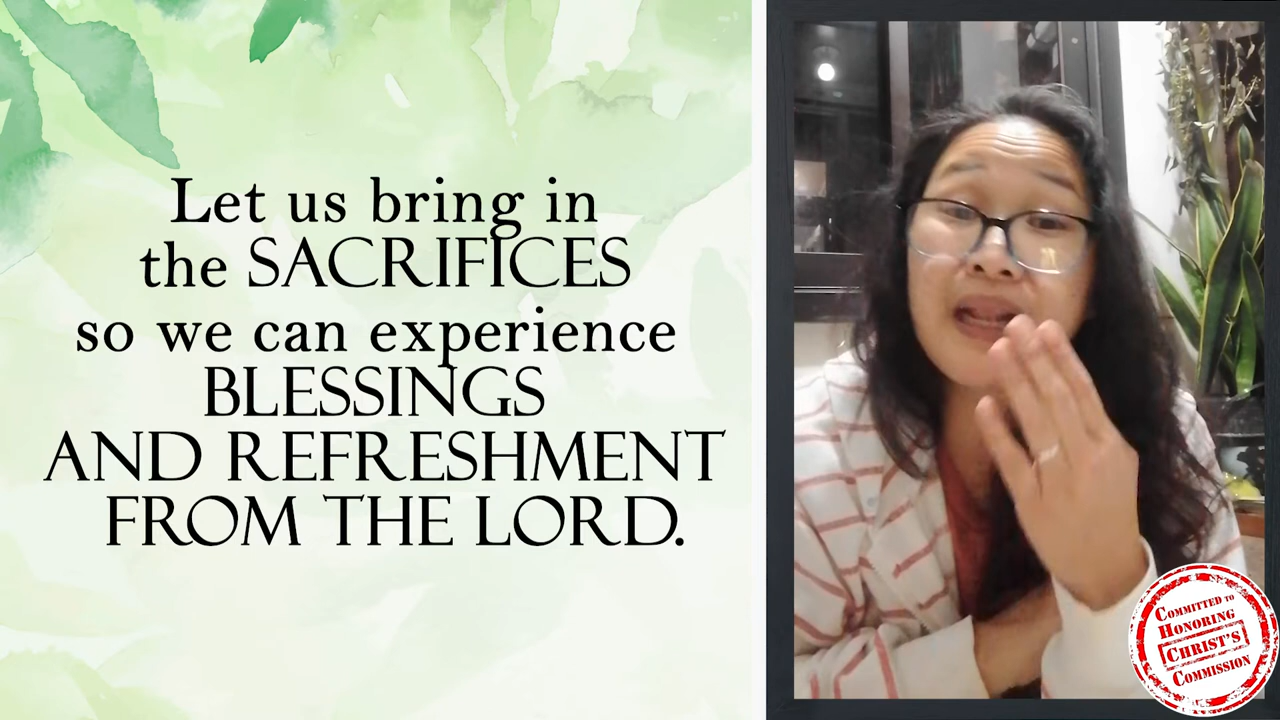 Let us bring in
the SACRIFICES
so we can experience
BLESSINGS
AND REFRESHMENT
FROM THE LORD.
COMMITTED TO
HONORING
CHRIST'S
COMMISSION